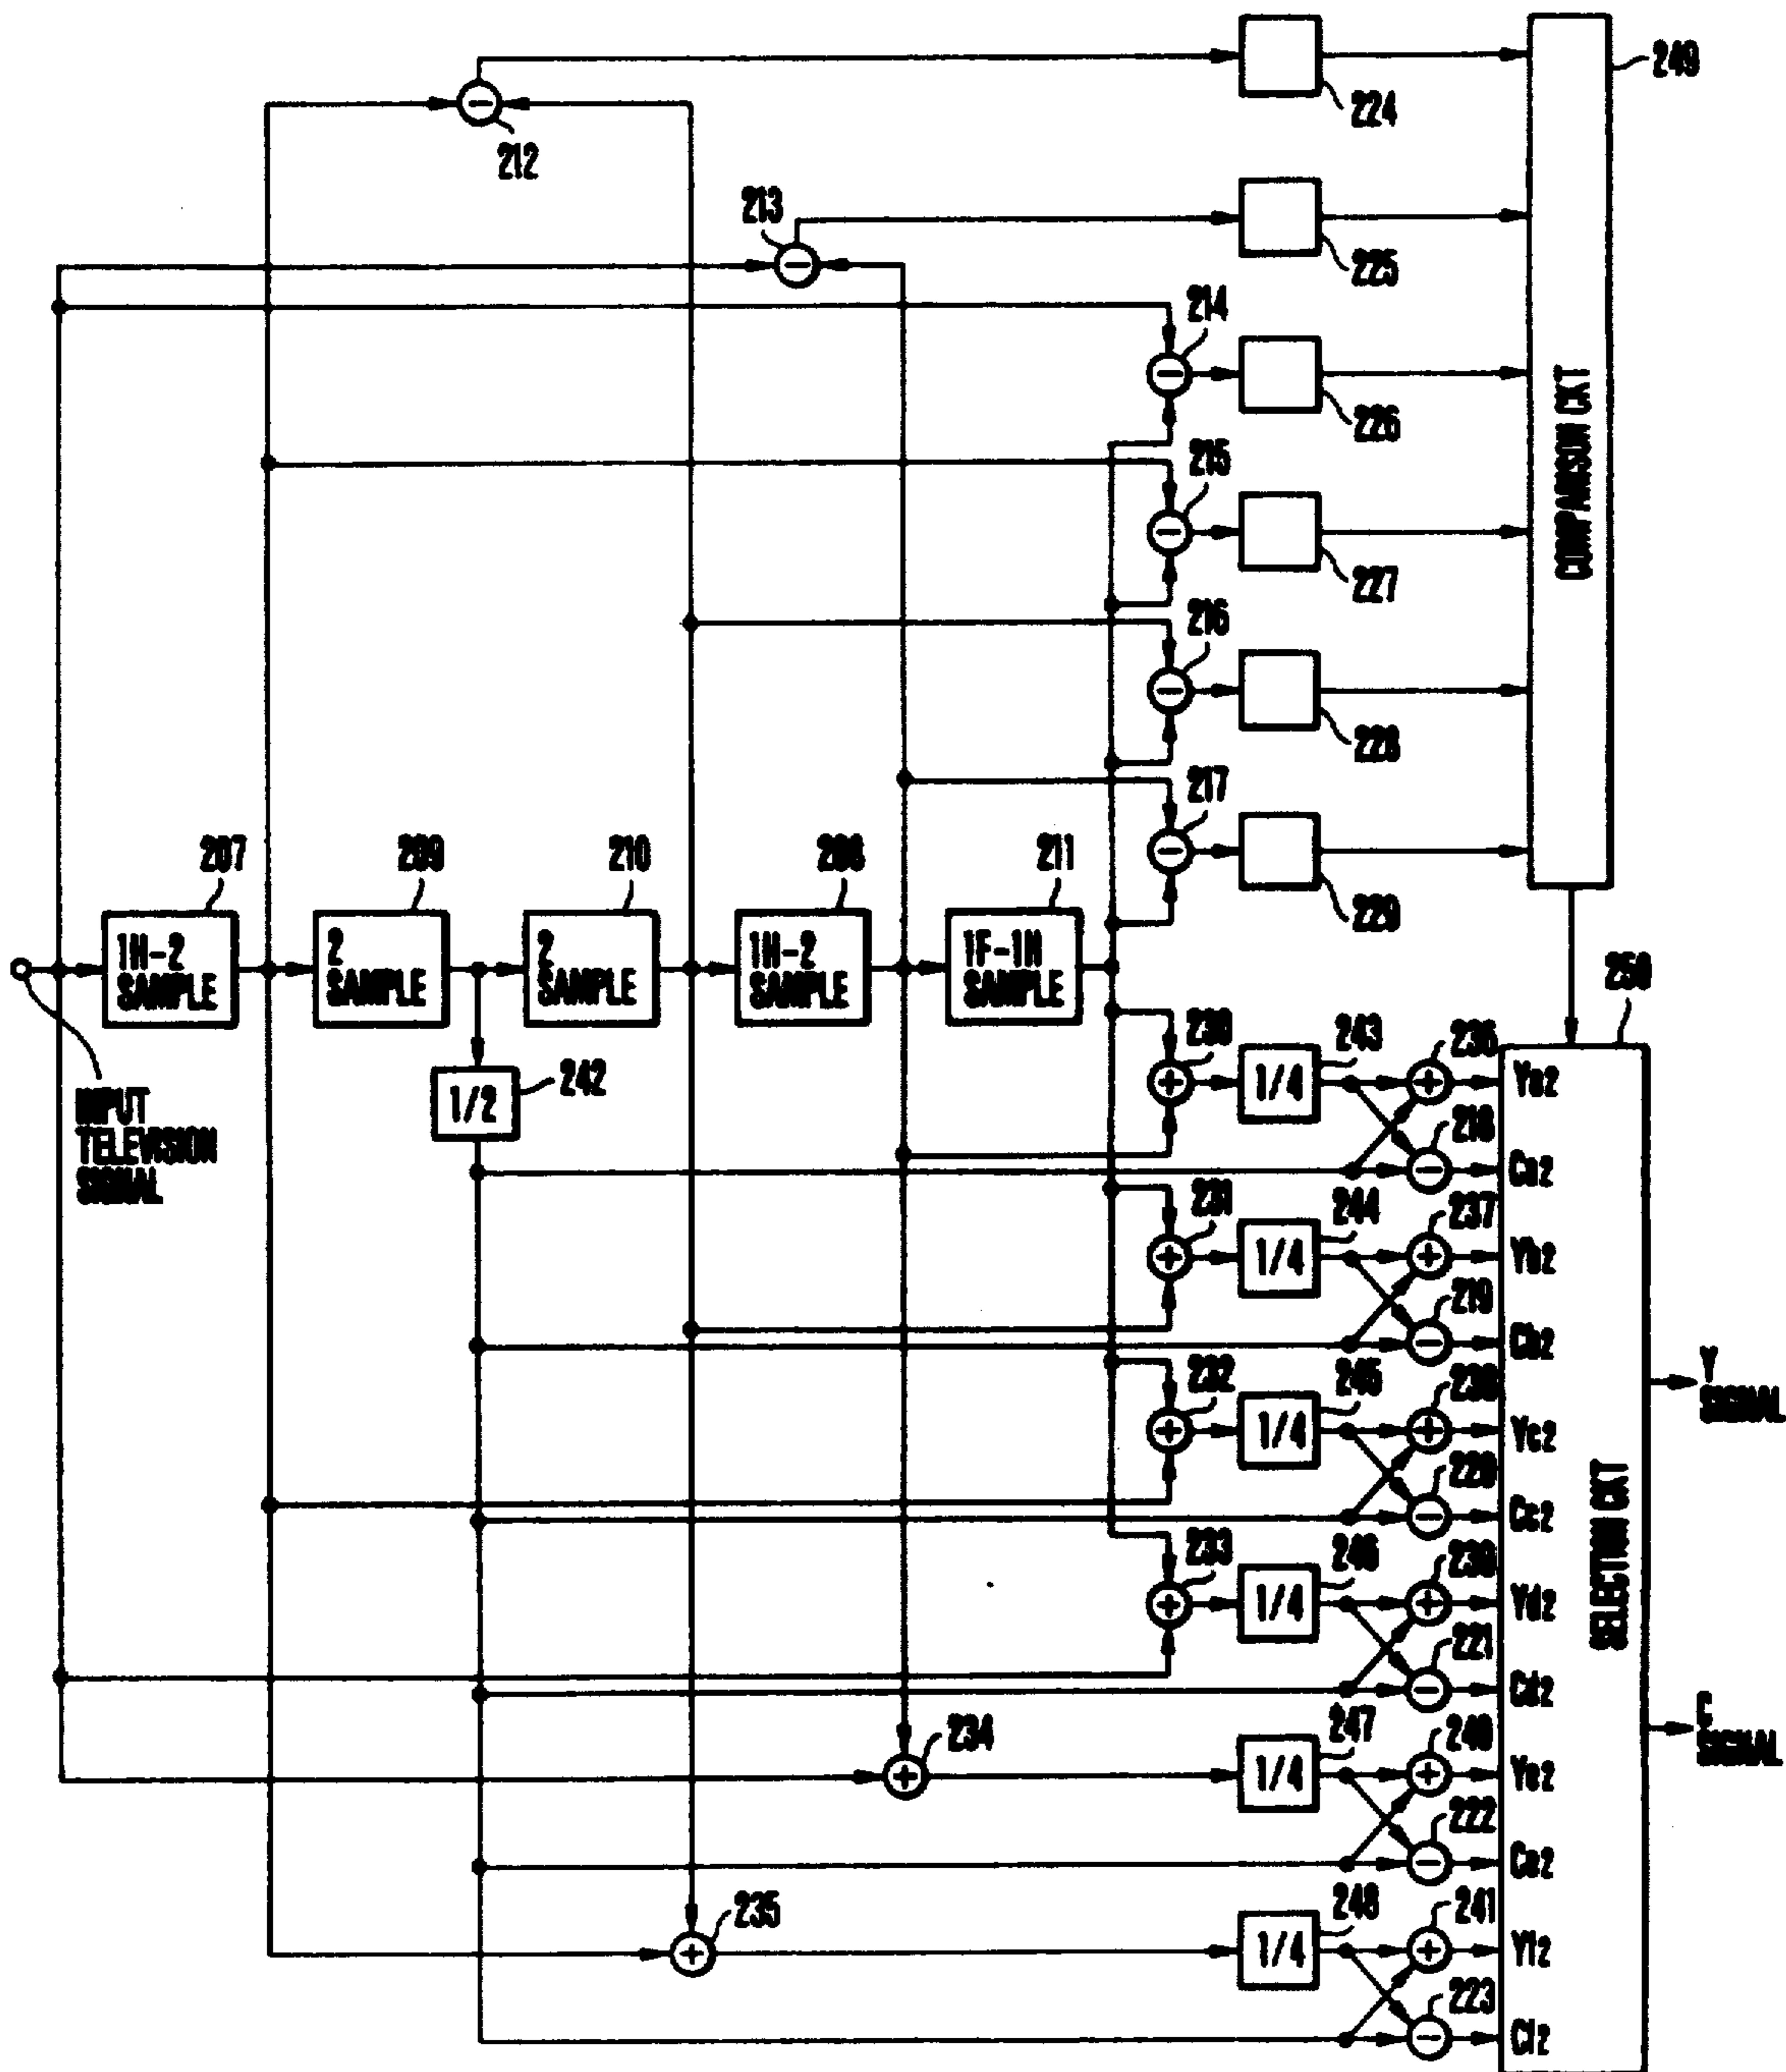 249
224
212
213
225
214
226
COMPARISON CKT
215
227
216
228
217
229
207
209
210
208
211
1H-2
SAMPLE
2
SAMPLE
2
SAMPLE
1H-2
SAMPLE
1F-1H
SAMPLE
250
INPUT
TELEVISION
SIGNAL
1/2
242
230
243
1/4
236
Ya2
218
Ca2
231
244
1/4
237
Yb2
219
Cb2
232
245
1/4
238
Yc2
220
Cc2
Y
SIGNAL
SELECTION CKT
233
246
1/4
239
Yd2
221
Cd2
C
SIGNAL
234
247
1/4
240
Ye2
222
Ce2
235
248
1/4
241
Yf2
223
Cf2